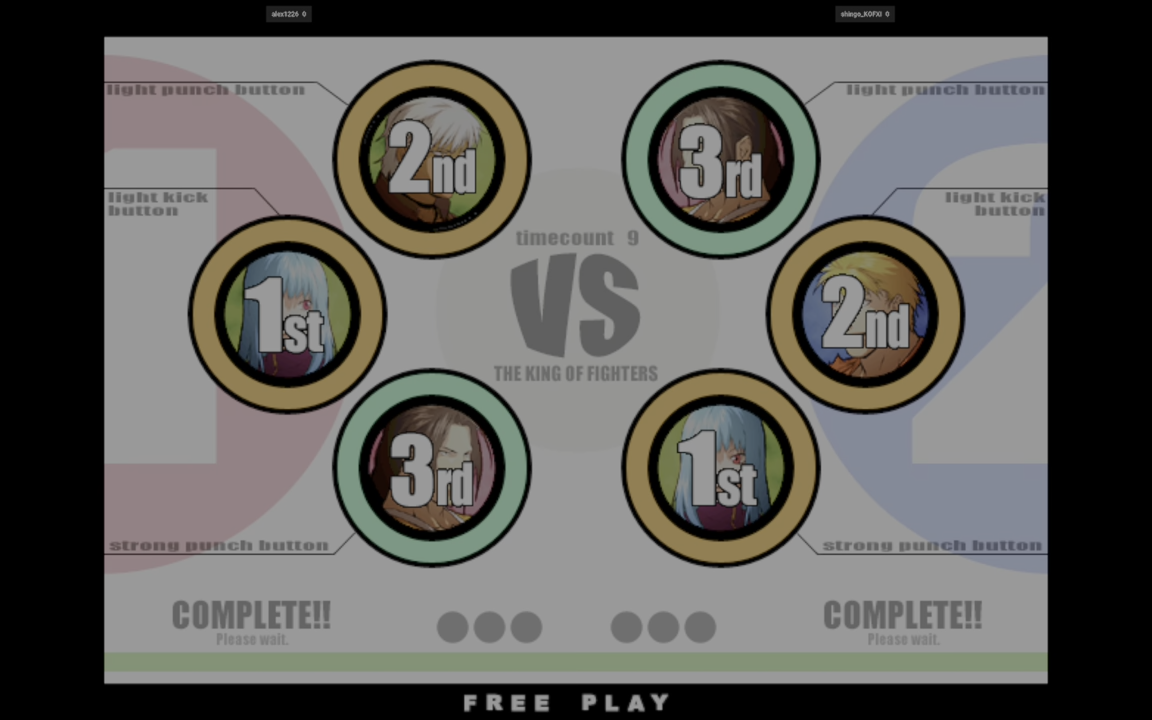 alex1226 0
shingo_KOFXI 0
light punch button
light punch button
2nd
3rd
light kick
button
light kick
button
timecount 9
VS
THE KING OF FIGHTERS
1st
2nd
3rd
1st
strong punch button
strong punch button
COMPLETE!!
Please wait.
COMPLETE!!
Please wait.
FREE PLAY